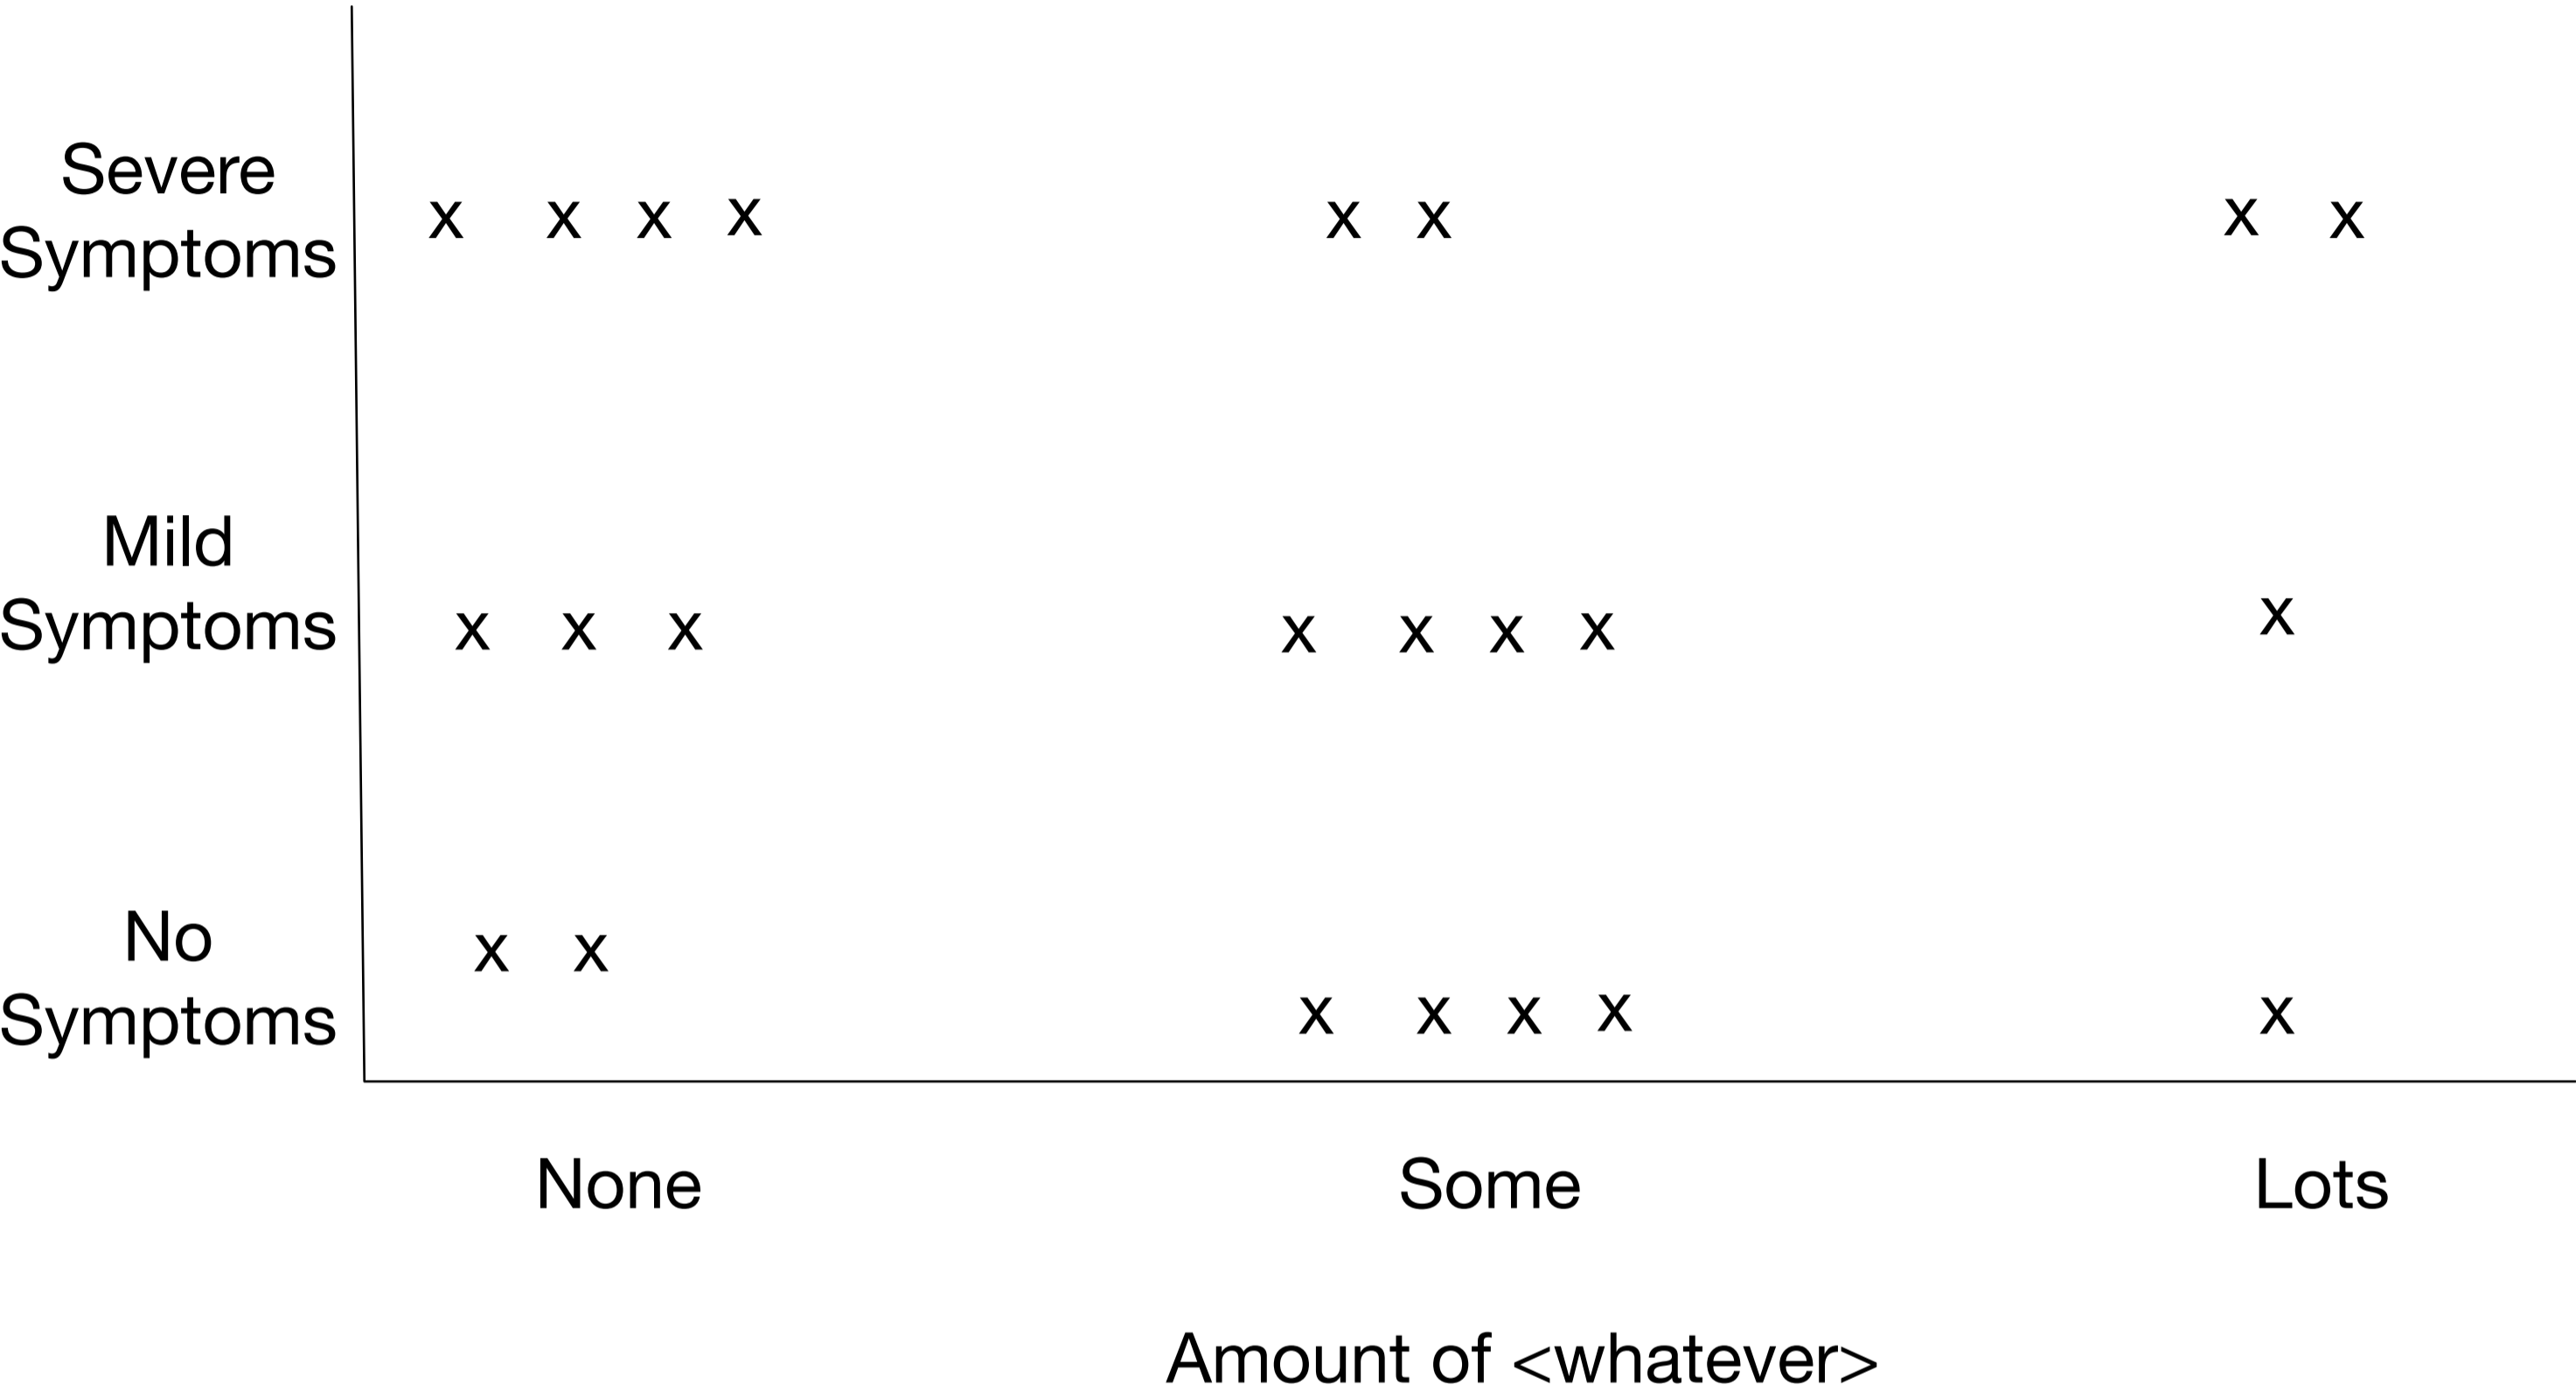 Severe
Symptoms
x x x x x x x x
Mild
Symptoms
x x x x x x x x
No
Symptoms
x x x x x x x
None Some Lots
Amount of <whatever>